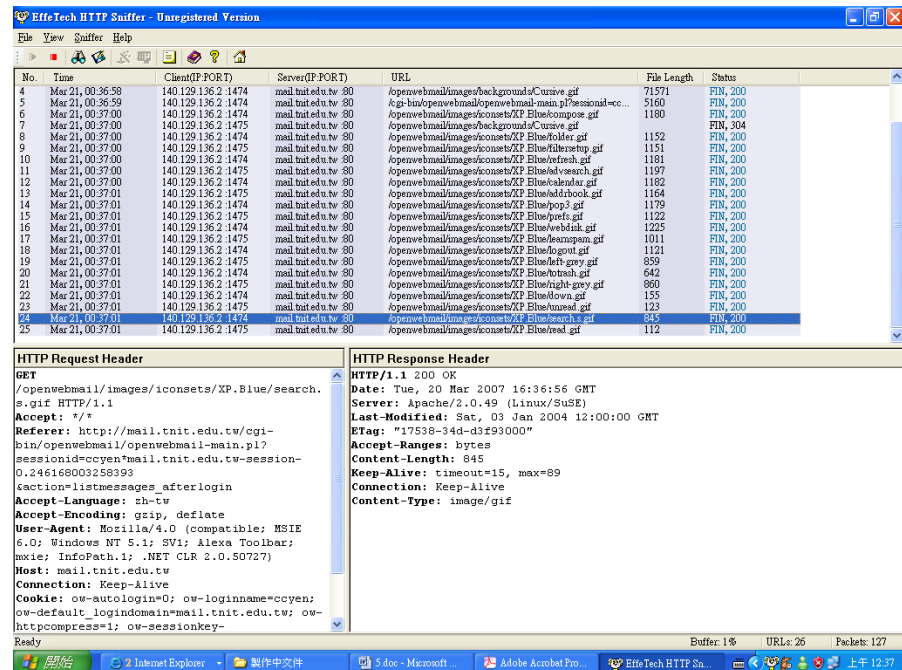 EffeTech HTTP Sniffer - Unregistered Version
File View Sniffer Help
No. Time Client(IP:PORT) Server(IP:PORT) URL File Length Status
4 Mar 21, 00:36:58 140.129.136.2 :1474 mail.tnit.edu.tw :80 /openwebmail/images/backgrounds/Cursive.gif 71571 FIN, 200
5 Mar 21, 00:36:59 140.129.136.2 :1474 mail.tnit.edu.tw :80 /cgi-bin/openwebmail/openwebmail-main.pl?sessionid=cc... 5160 FIN, 200
6 Mar 21, 00:37:00 140.129.136.2 :1474 mail.tnit.edu.tw :80 /openwebmail/images/iconsets/XP.Blue/compose.gif 1180 FIN, 200
7 Mar 21, 00:37:00 140.129.136.2 :1475 mail.tnit.edu.tw :80 /openwebmail/images/backgrounds/Cursive.gif FIN, 304
8 Mar 21, 00:37:00 140.129.136.2 :1474 mail.tnit.edu.tw :80 /openwebmail/images/iconsets/XP.Blue/folder.gif 1152 FIN, 200
9 Mar 21, 00:37:00 140.129.136.2 :1475 mail.tnit.edu.tw :80 /openwebmail/images/iconsets/XP.Blue/filtersetup.gif 1151 FIN, 200
10 Mar 21, 00:37:00 140.129.136.2 :1474 mail.tnit.edu.tw :80 /openwebmail/images/iconsets/XP.Blue/refresh.gif 1181 FIN, 200
11 Mar 21, 00:37:00 140.129.136.2 :1475 mail.tnit.edu.tw :80 /openwebmail/images/iconsets/XP.Blue/advsearch.gif 1197 FIN, 200
12 Mar 21, 00:37:00 140.129.136.2 :1474 mail.tnit.edu.tw :80 /openwebmail/images/iconsets/XP.Blue/calendar.gif 1182 FIN, 200
13 Mar 21, 00:37:01 140.129.136.2 :1475 mail.tnit.edu.tw :80 /openwebmail/images/iconsets/XP.Blue/addrbook.gif 1164 FIN, 200
14 Mar 21, 00:37:01 140.129.136.2 :1474 mail.tnit.edu.tw :80 /openwebmail/images/iconsets/XP.Blue/pop3.gif 1179 FIN, 200
15 Mar 21, 00:37:01 140.129.136.2 :1475 mail.tnit.edu.tw :80 /openwebmail/images/iconsets/XP.Blue/prefs.gif 1122 FIN, 200
16 Mar 21, 00:37:01 140.129.136.2 :1474 mail.tnit.edu.tw :80 /openwebmail/images/iconsets/XP.Blue/webdisk.gif 1225 FIN, 200
17 Mar 21, 00:37:01 140.129.136.2 :1475 mail.tnit.edu.tw :80 /openwebmail/images/iconsets/XP.Blue/learnspam.gif 1011 FIN, 200
18 Mar 21, 00:37:01 140.129.136.2 :1474 mail.tnit.edu.tw :80 /openwebmail/images/iconsets/XP.Blue/logout.gif 1121 FIN, 200
19 Mar 21, 00:37:01 140.129.136.2 :1475 mail.tnit.edu.tw :80 /openwebmail/images/iconsets/XP.Blue/left-grey.gif 859 FIN, 200
20 Mar 21, 00:37:01 140.129.136.2 :1474 mail.tnit.edu.tw :80 /openwebmail/images/iconsets/XP.Blue/totrash.gif 642 FIN, 200
21 Mar 21, 00:37:01 140.129.136.2 :1475 mail.tnit.edu.tw :80 /openwebmail/images/iconsets/XP.Blue/right-grey.gif 860 FIN, 200
22 Mar 21, 00:37:01 140.129.136.2 :1474 mail.tnit.edu.tw :80 /openwebmail/images/iconsets/XP.Blue/down.gif 155 FIN, 200
23 Mar 21, 00:37:01 140.129.136.2 :1475 mail.tnit.edu.tw :80 /openwebmail/images/iconsets/XP.Blue/unread.gif 123 FIN, 200
24 Mar 21, 00:37:01 140.129.136.2 :1474 mail.tnit.edu.tw :80 /openwebmail/images/iconsets/XP.Blue/search.s.gif 845 FIN, 200
25 Mar 21, 00:37:01 140.129.136.2 :1475 mail.tnit.edu.tw :80 /openwebmail/images/iconsets/XP.Blue/read.gif 112 FIN, 200
HTTP Request Header
GET
/openwebmail/images/iconsets/XP.Blue/search.
s.gif HTTP/1.1
Accept: */*
Referer: http://mail.tnit.edu.tw/cgi-
bin/openwebmail/openwebmail-main.pl?
sessionid=ccyen*mail.tnit.edu.tw-session-
0.246168003258393
&action=listmessages_afterlogin
Accept-Language: zh-tw
Accept-Encoding: gzip, deflate
User-Agent: Mozilla/4.0 (compatible; MSIE
6.0; Windows NT 5.1; SV1; Alexa Toolbar;
mxie; InfoPath.1; .NET CLR 2.0.50727)
Host: mail.tnit.edu.tw
Connection: Keep-Alive
Cookie: ow-autologin=0; ow-loginname=ccyen;
ow-default_logindomain=mail.tnit.edu.tw; ow-
httpcompress=1; ow-sessionkey-
HTTP Response Header
HTTP/1.1 200 OK
Date: Tue, 20 Mar 2007 16:36:56 GMT
Server: Apache/2.0.49 (Linux/SuSE)
Last-Modified: Sat, 03 Jan 2004 12:00:00 GMT
ETag: "17538-34d-d3f93000"
Accept-Ranges: bytes
Content-Length: 845
Keep-Alive: timeout=15, max=89
Connection: Keep-Alive
Content-Type: image/gif
Ready Buffer: 1% URLs: 26 Packets: 127
開始 2 Internet Explorer 製作中文件 5.doc - Microsoft ... Adobe Acrobat Pro... EffeTech HTTP Sn... 上午 12:37